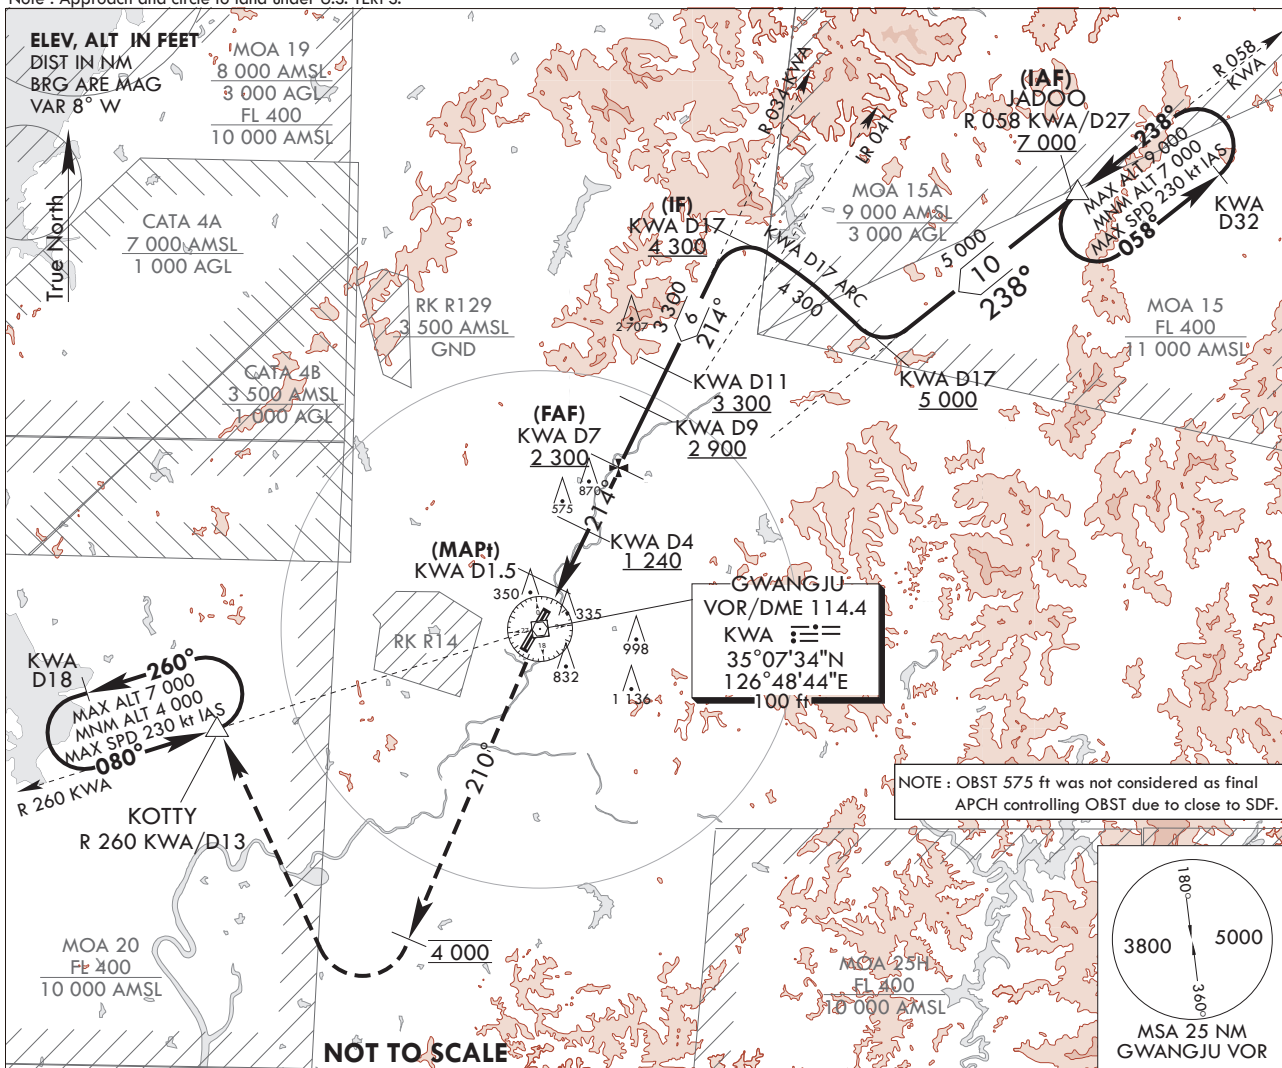 Note : Approach and circle to land under U.S. TERPS.
ELEV, ALT IN FEET
DIST IN NM
BRG ARE MAG
VAR 8° W
True North
MOA 19
8 000 AMSL
3 000 AGL
FL 400
10 000 AMSL
CATA 4A
7 000 AMSL
1 000 AGL
RK R129
3 500 AMSL
GND
CATA 4B
3 500 AMSL
1 000 AGL
R 034 KWA
LR 041
R 058
KWA
(IAF)
JADOO
R 058 KWA/D27
7 000
238°
MAX ALT 9 000
MNM ALT 7 000
MAX SPD 230 kt IAS
058°
KWA
D32
MOA 15A
9 000 AMSL
3 000 AGL
(IF)
KWA D17
4 300
KWA D17 ARC
4 300
5 000
10
238°
MOA 15
FL 400
11 000 AMSL
2 707
3 300
6
214°
KWA D11
3 300
KWA D17
5 000
(FAF)
KWA D7
2 300
KWA D9
2 900
870
575
214°
KWA D4
1 240
(MAPt)
KWA D1.5
350
335
998
832
1 136
18
RK R14
GWANGJU
VOR/DME 114.4
KWA
35°07'34"N
126°48'44"E
100 ft
KWA
D18
260°
MAX ALT 7 000
MNM ALT 4 000
MAX SPD 230 kt IAS
080°
R 260 KWA
KOTTY
R 260 KWA/D13
210°
4 000
NOTE : OBST 575 ft was not considered as final
APCH controlling OBST due to close to SDF.
MOA 20
FL 400
10 000 AMSL
MOA 25H
FL 400
10 000 AMSL
180°
3800
5000
360°
MSA 25 NM
GWANGJU VOR
NOT TO SCALE